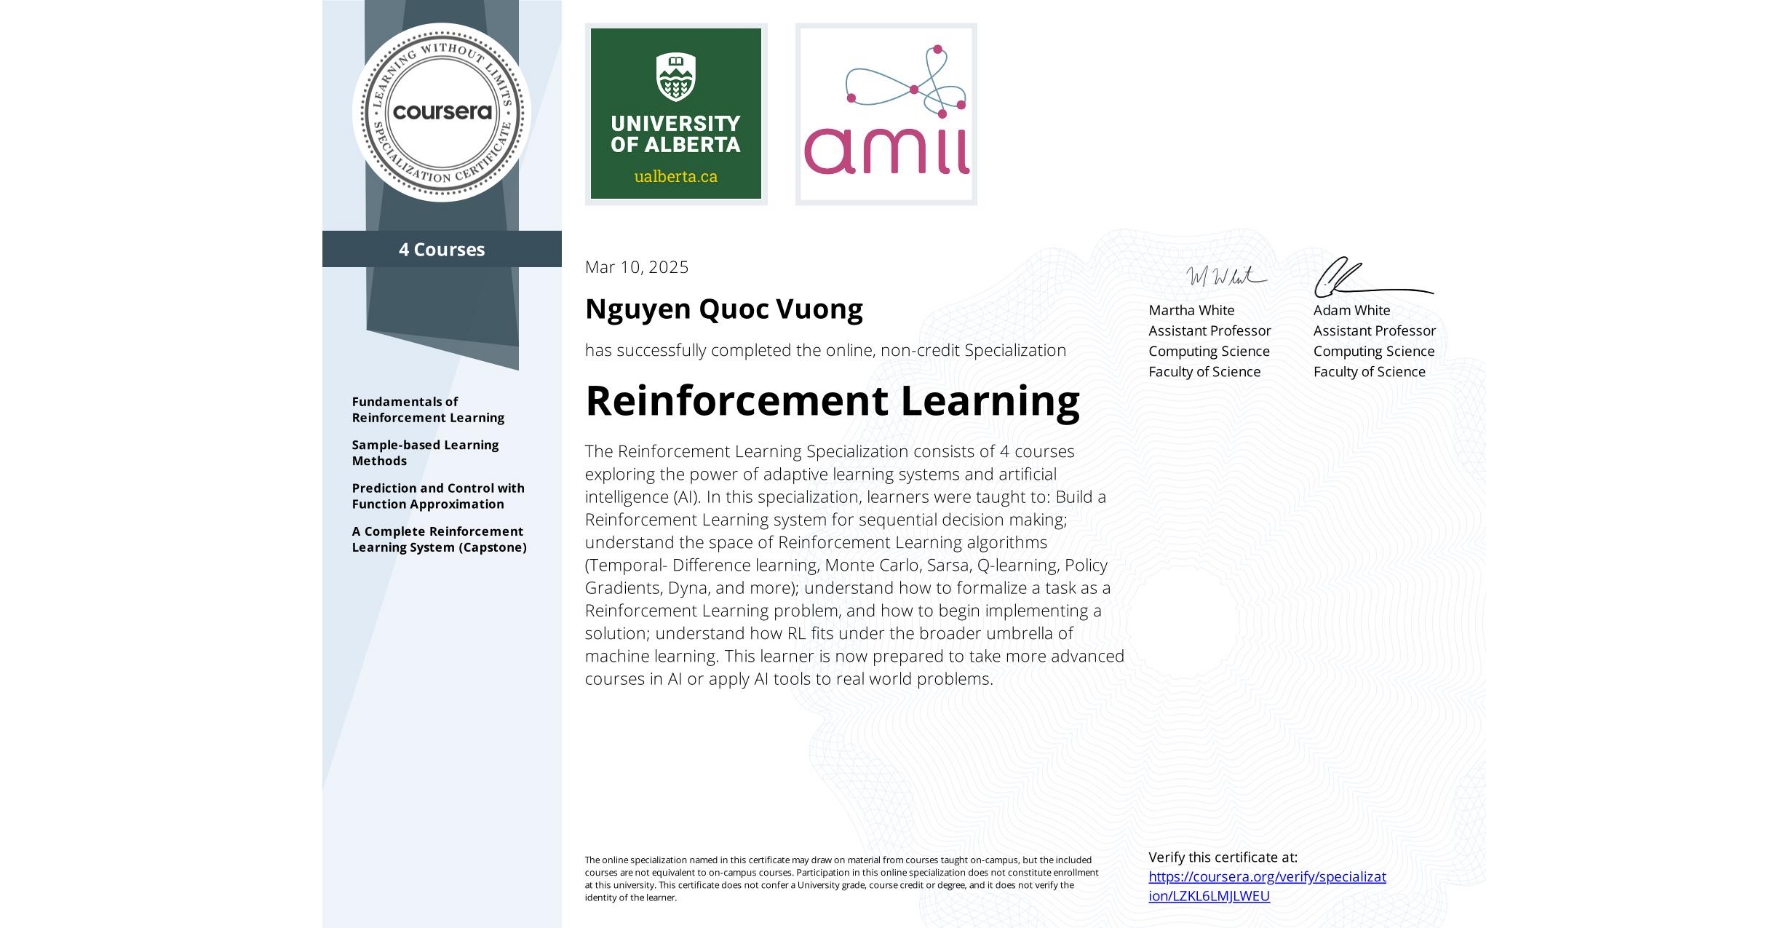 LEARNING WITHOUT LIMITS
coursera
SPECIALIZATION CERTIFICATE
4 Courses
Fundamentals of
Reinforcement Learning
Sample-based Learning
Methods
Prediction and Control with
Function Approximation
A Complete Reinforcement
Learning System (Capstone)
UNIVERSITY
OF ALBERTA
ualberta.ca
amii
Mar 10, 2025
Nguyen Quoc Vuong
has successfully completed the online, non-credit Specialization
Reinforcement Learning
The Reinforcement Learning Specialization consists of 4 courses
exploring the power of adaptive learning systems and artificial
intelligence (AI). In this specialization, learners were taught to: Build a
Reinforcement Learning system for sequential decision making;
understand the space of Reinforcement Learning algorithms
(Temporal- Difference learning, Monte Carlo, Sarsa, Q-learning, Policy
Gradients, Dyna, and more); understand how to formalize a task as a
Reinforcement Learning problem, and how to begin implementing a
solution; understand how RL fits under the broader umbrella of
machine learning. This learner is now prepared to take more advanced
courses in AI or apply AI tools to real world problems.
M White
Martha White
Assistant Professor
Computing Science
Faculty of Science
Adam White
Assistant Professor
Computing Science
Faculty of Science
The online specialization named in this certificate may draw on material from courses taught on-campus, but the included
courses are not equivalent to on-campus courses. Participation in this online specialization does not constitute enrollment
at this university. This certificate does not confer a University grade, course credit or degree, and it does not verify the
identity of the learner.
Verify this certificate at:
https://coursera.org/verify/specializat
ion/LZKL6LMJLWEU